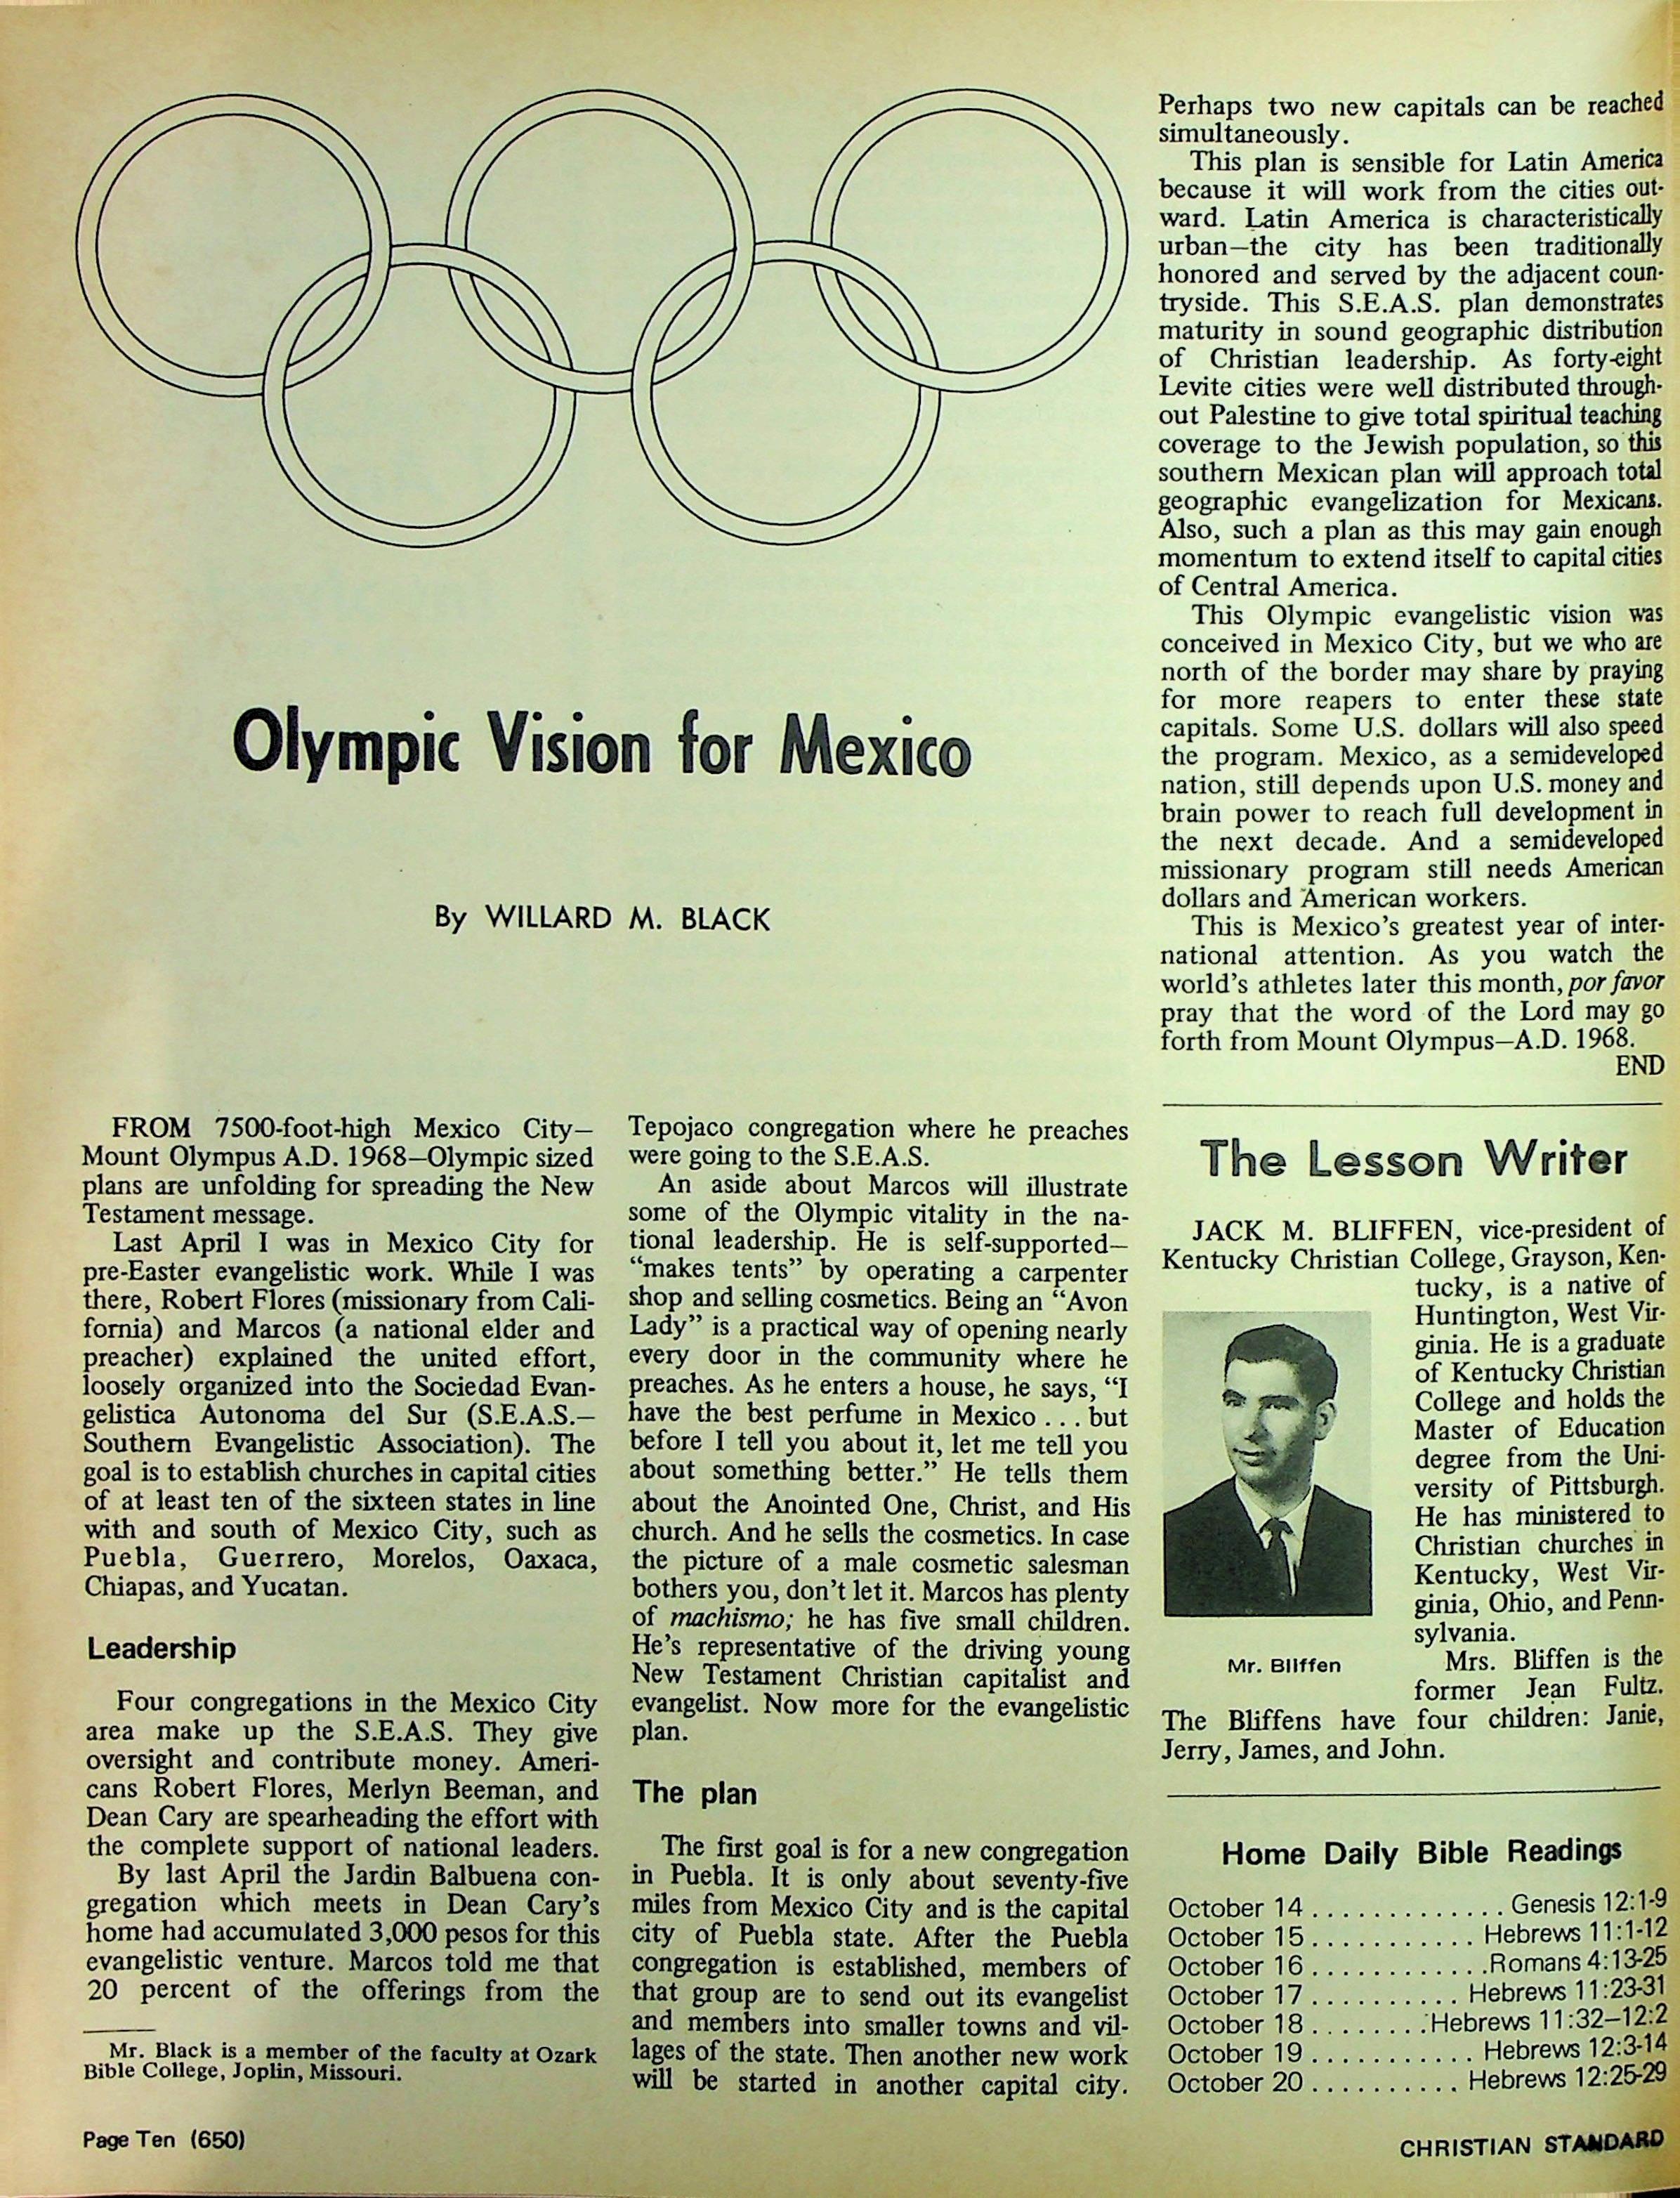 Olympic Vision for Mexico
By WILLARD M. BLACK
FROM 7500-foot-high Mexico City—
Mount Olympus A.D. 1968—Olympic sized
plans are unfolding for spreading the New
Testament message.
Last April I was in Mexico City for
pre-Easter evangelistic work. While I was
there, Robert Flores (missionary from Cali-
fornia) and Marcos (a national elder and
preacher) explained the united effort,
loosely organized into the Sociedad Evan-
gelistica Autonoma del Sur (S.E.A.S.—
Southern Evangelistic Association). The
goal is to establish churches in capital cities
of at least ten of the sixteen states in line
with and south of Mexico City, such as
Puebla, Guerrero, Morelos, Oaxaca,
Chiapas, and Yucatan.
Leadership
Four congregations in the Mexico City
area make up the S.E.A.S. They give
oversight and contribute money. Ameri-
cans Robert Flores, Merlyn Beeman, and
Dean Cary are spearheading the effort with
the complete support of national leaders.
By last April the Jardin Balbuena con-
gregation which meets in Dean Cary's
home had accumulated 3,000 pesos for this
evangelistic venture. Marcos told me that
20 percent of the offerings from the
Mr. Black is a member of the faculty at Ozark
Bible College, Joplin, Missouri.
Tepojaco congregation where he preaches
were going to the S.E.A.S.
An aside about Marcos will illustrate
some of the Olympic vitality in the na-
tional leadership. He is self-supported—
“makes tents” by operating a carpenter
shop and selling cosmetics. Being an “Avon
Lady” is a practical way of opening nearly
every door in the community where he
preaches. As he enters a house, he says, “I
have the best perfume in Mexico . . . but
before I tell you about it, let me tell you
about something better.” He tells them
about the Anointed One, Christ, and His
church. And he sells the cosmetics. In case
the picture of a male cosmetic salesman
bothers you, don't let it. Marcos has plenty
of machismo; he has five small children.
He's representative of the driving young
New Testament Christian capitalist and
evangelist. Now more for the evangelistic
plan.
The plan
The first goal is for a new congregation
in Puebla. It is only about seventy-five
miles from Mexico City and is the capital
city of Puebla state. After the Puebla
congregation is established, members of
that group are to send out its evangelist
and members into smaller towns and vil-
lages of the state. Then another new work
will be started in another capital city.
Perhaps two new capitals can be reached
simultaneously.
This plan is sensible for Latin America
because it will work from the cities out-
ward. Latin America is characteristically
urban—the city has been traditionally
honored and served by the adjacent coun-
tryside. This S.E.A.S. plan demonstrates
maturity in sound geographic distribution
of Christian leadership. As forty-eight
Levite cities were well distributed through-
out Palestine to give total spiritual teaching
coverage to the Jewish population, so this
southern Mexican plan will approach total
geographic evangelization for Mexicans.
Also, such a plan as this may gain enough
momentum to extend itself to capital cities
of Central America.
This Olympic evangelistic vision was
conceived in Mexico City, but we who are
north of the border may share by praying
for more reapers to enter these state
capitals. Some U.S. dollars will also speed
the program. Mexico, as a semideveloped
nation, still depends upon U.S. money and
brain power to reach full development in
the next decade. And a semideveloped
missionary program still needs American
dollars and American workers.
This is Mexico's greatest year of inter-
national attention. As you watch the
world's athletes later this month, por favor
pray that the word of the Lord may go
forth from Mount Olympus—A.D. 1968.
END
The Lesson Writer
JACK M. BLIFFEN, vice-president of
Kentucky Christian College, Grayson, Ken-
tucky, is a native of
Huntington, West Vir-
ginia. He is a graduate
of Kentucky Christian
College and holds the
Master of Education
degree from the Uni-
versity of Pittsburgh.
He has ministered to
Christian churches in
Kentucky, West Vir-
ginia, Ohio, and Penn-
sylvania.
Mr. Bliffen
Mrs. Bliffen is the
former Jean Fultz.
The Bliffens have four children: Janie,
Jerry, James, and John.
Home Daily Bible Readings
October 14 . . . . . . . . . . . . . Genesis 12:1-9
October 15 . . . . . . . . . . . Hebrews 11:1-12
October 16 . . . . . . . . . . . . Romans 4:13-25
October 17 . . . . . . . . . . Hebrews 11:23-31
October 18 . . . . . . . . Hebrews 11:32—12:2
October 19 . . . . . . . . . . . Hebrews 12:3-14
October 20 . . . . . . . . . . Hebrews 12:25-29
Page Ten (650)
CHRISTIAN STANDARD